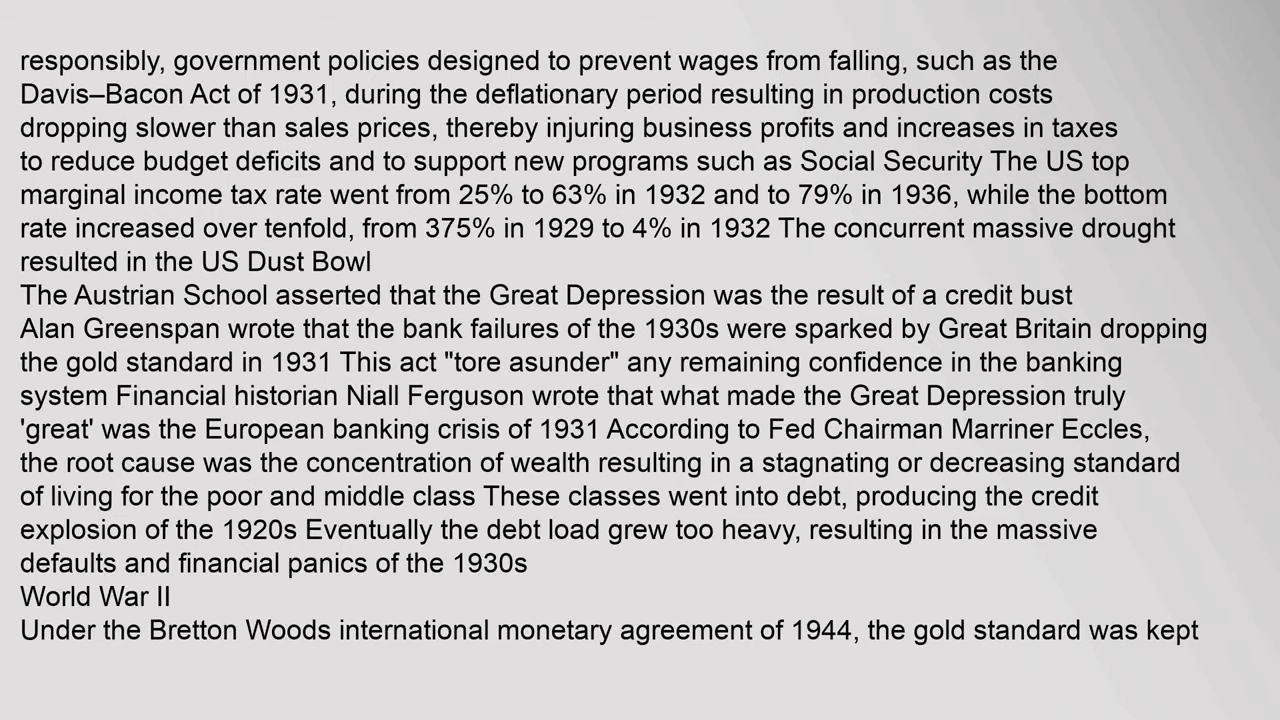 responsibly, government policies designed to prevent wages from falling, such as the
Davis–Bacon Act of 1931, during the deflationary period resulting in production costs
dropping slower than sales prices, thereby injuring business profits and increases in taxes
to reduce budget deficits and to support new programs such as Social Security The US top
marginal income tax rate went from 25% to 63% in 1932 and to 79% in 1936, while the bottom
rate increased over tenfold, from 375% in 1929 to 4% in 1932 The concurrent massive drought
resulted in the US Dust Bowl
The Austrian School asserted that the Great Depression was the result of a credit bust
Alan Greenspan wrote that the bank failures of the 1930s were sparked by Great Britain dropping
the gold standard in 1931 This act "tore asunder" any remaining confidence in the banking
system Financial historian Niall Ferguson wrote that what made the Great Depression truly
'great' was the European banking crisis of 1931 According to Fed Chairman Marriner Eccles,
the root cause was the concentration of wealth resulting in a stagnating or decreasing standard
of living for the poor and middle class These classes went into debt, producing the credit
explosion of the 1920s Eventually the debt load grew too heavy, resulting in the massive
defaults and financial panics of the 1930s
World War II
Under the Bretton Woods international monetary agreement of 1944, the gold standard was kept